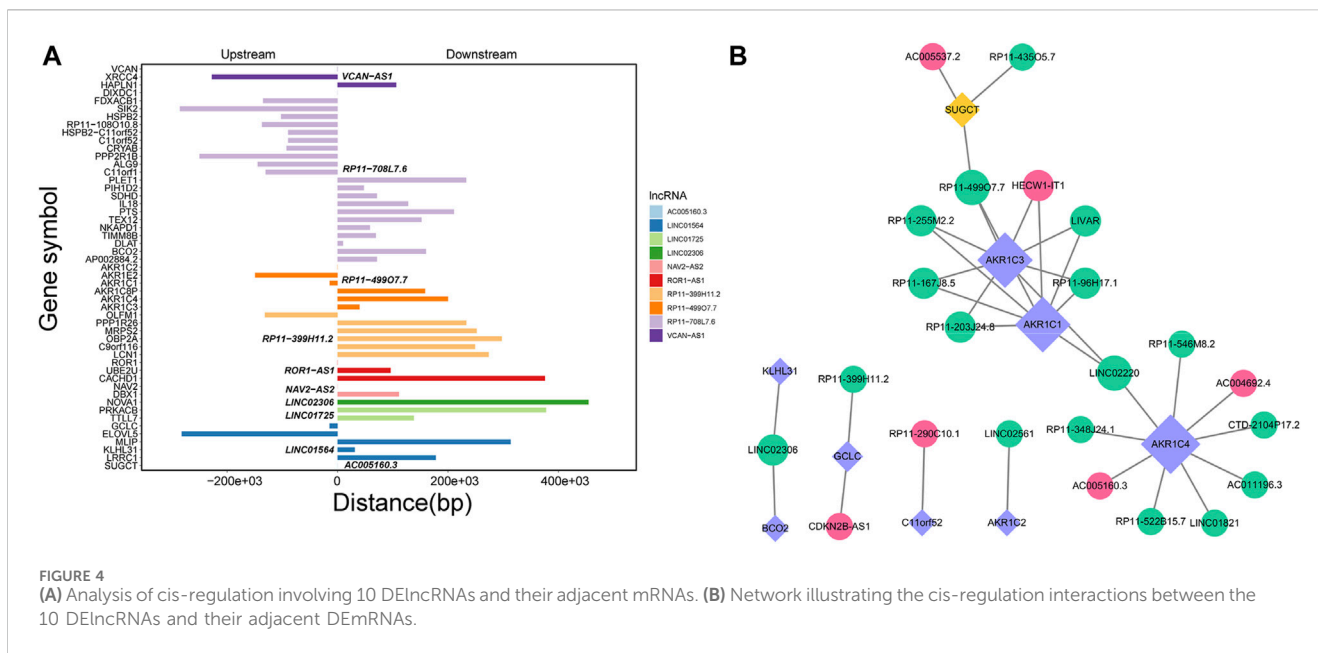 A
Upstream
Downstream
Gene symbol
VCAN
XRCC4
HAPLN1
DIXDC1
FDXACB1
SIK2
HSPB2
RP11−108O10.8
HSPB2−C11orf52
C11orf52
CRYAB
PPP2R1B
ALG9
C11orf1
PLET1
PIH1D2
SDHD
IL18
PTS
TEX12
NKAPD1
TIMM8B
DLAT
BCO2
AP002884.2
AKR1C2
AKR1E2
AKR1C1
AKR1C8P
AKR1C4
AKR1C3
OLFM1
PPP1R26
MRPS2
OBP2A
C9orf116
LCN1
ROR1
UBE2U
CACHD1
NAV2
DBX1
NOVA1
PRKACB
TTLL7
GCLC
ELOVL5
MLIP
KLHL31
LRRC1
SUGCT
VCAN−AS1
RP11−708L7.6
RP11−499O7.7
RP11−399H11.2
ROR1−AS1
NAV2−AS2
LINC02306
LINC01725
LINC01564
AC005160.3
−200e+03
0
200e+03
400e+03
Distance(bp)
lncRNA
AC005160.3
LINC01564
LINC01725
LINC02306
NAV2−AS2
ROR1−AS1
RP11−399H11.2
RP11−499O7.7
RP11−708L7.6
VCAN−AS1
B
AC005537.2
RP11-435O5.7
SUGCT
RP11-499O7.7
HECW1-IT1
RP11-255M2.2
LIVAR
AKR1C3
RP11-167J8.5
RP11-96H17.1
RP11-203J24.8
AKR1C1
LINC02220
RP11-546M8.2
AC004692.4
KLHL31
RP11-399H11.2
RP11-290C10.1
LINC02561
RP11-348J24.1
CTD-2104P17.2
AKR1C4
LINC02306
GCLC
AC005160.3
AC011196.3
RP11-522B15.7
LINC01821
BCO2
CDKN2B-AS1
C11orf52
AKR1C2
FIGURE 4
(A) Analysis of cis-regulation involving 10 DElncRNAs and their adjacent mRNAs. (B) Network illustrating the cis-regulation interactions between the
10 DElncRNAs and their adjacent DEmRNAs.